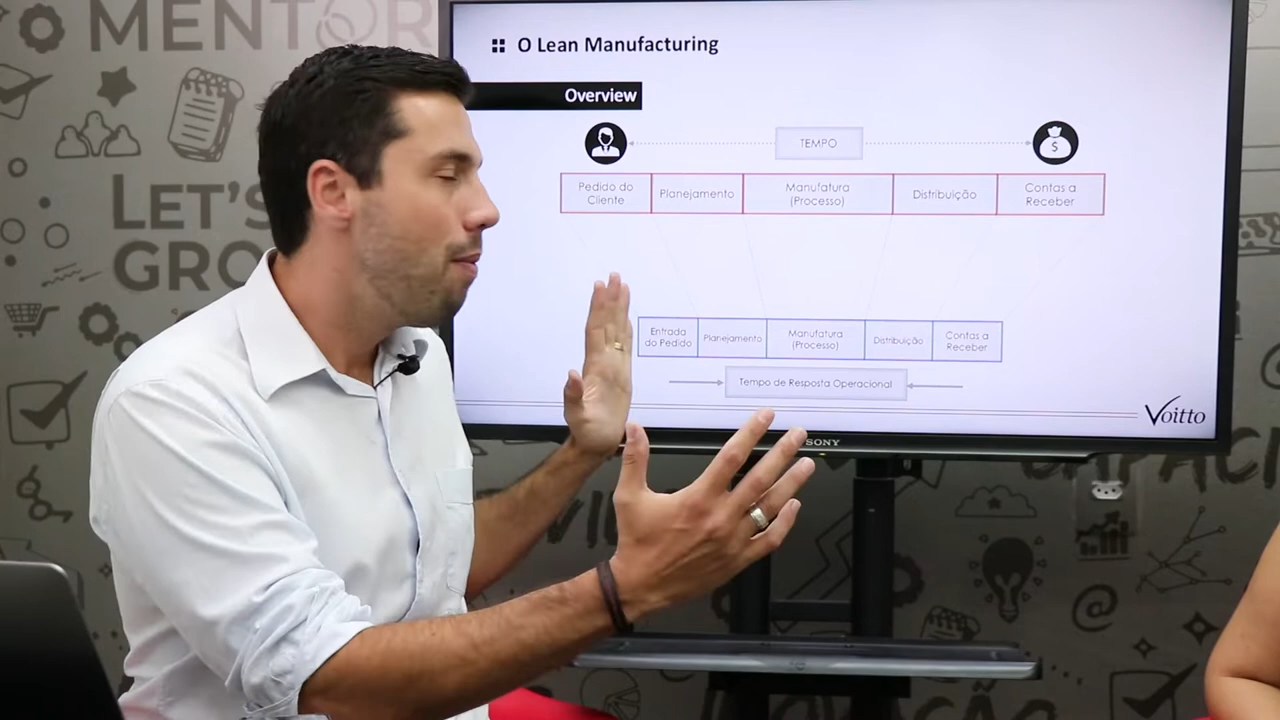 MENTOR
LET'S
GRO
O Lean Manufacturing
Overview
TEMPO
Pedido do
Cliente
Planejamento
Manufatura
(Processo)
Distribuição
Contas a
Receber
Entrada
do Pedido
Planejamento
Manufatura
(Processo)
Distribuição
Contas a
Receber
Tempo de Resposta Operacional
Voitto
SONY
$
@